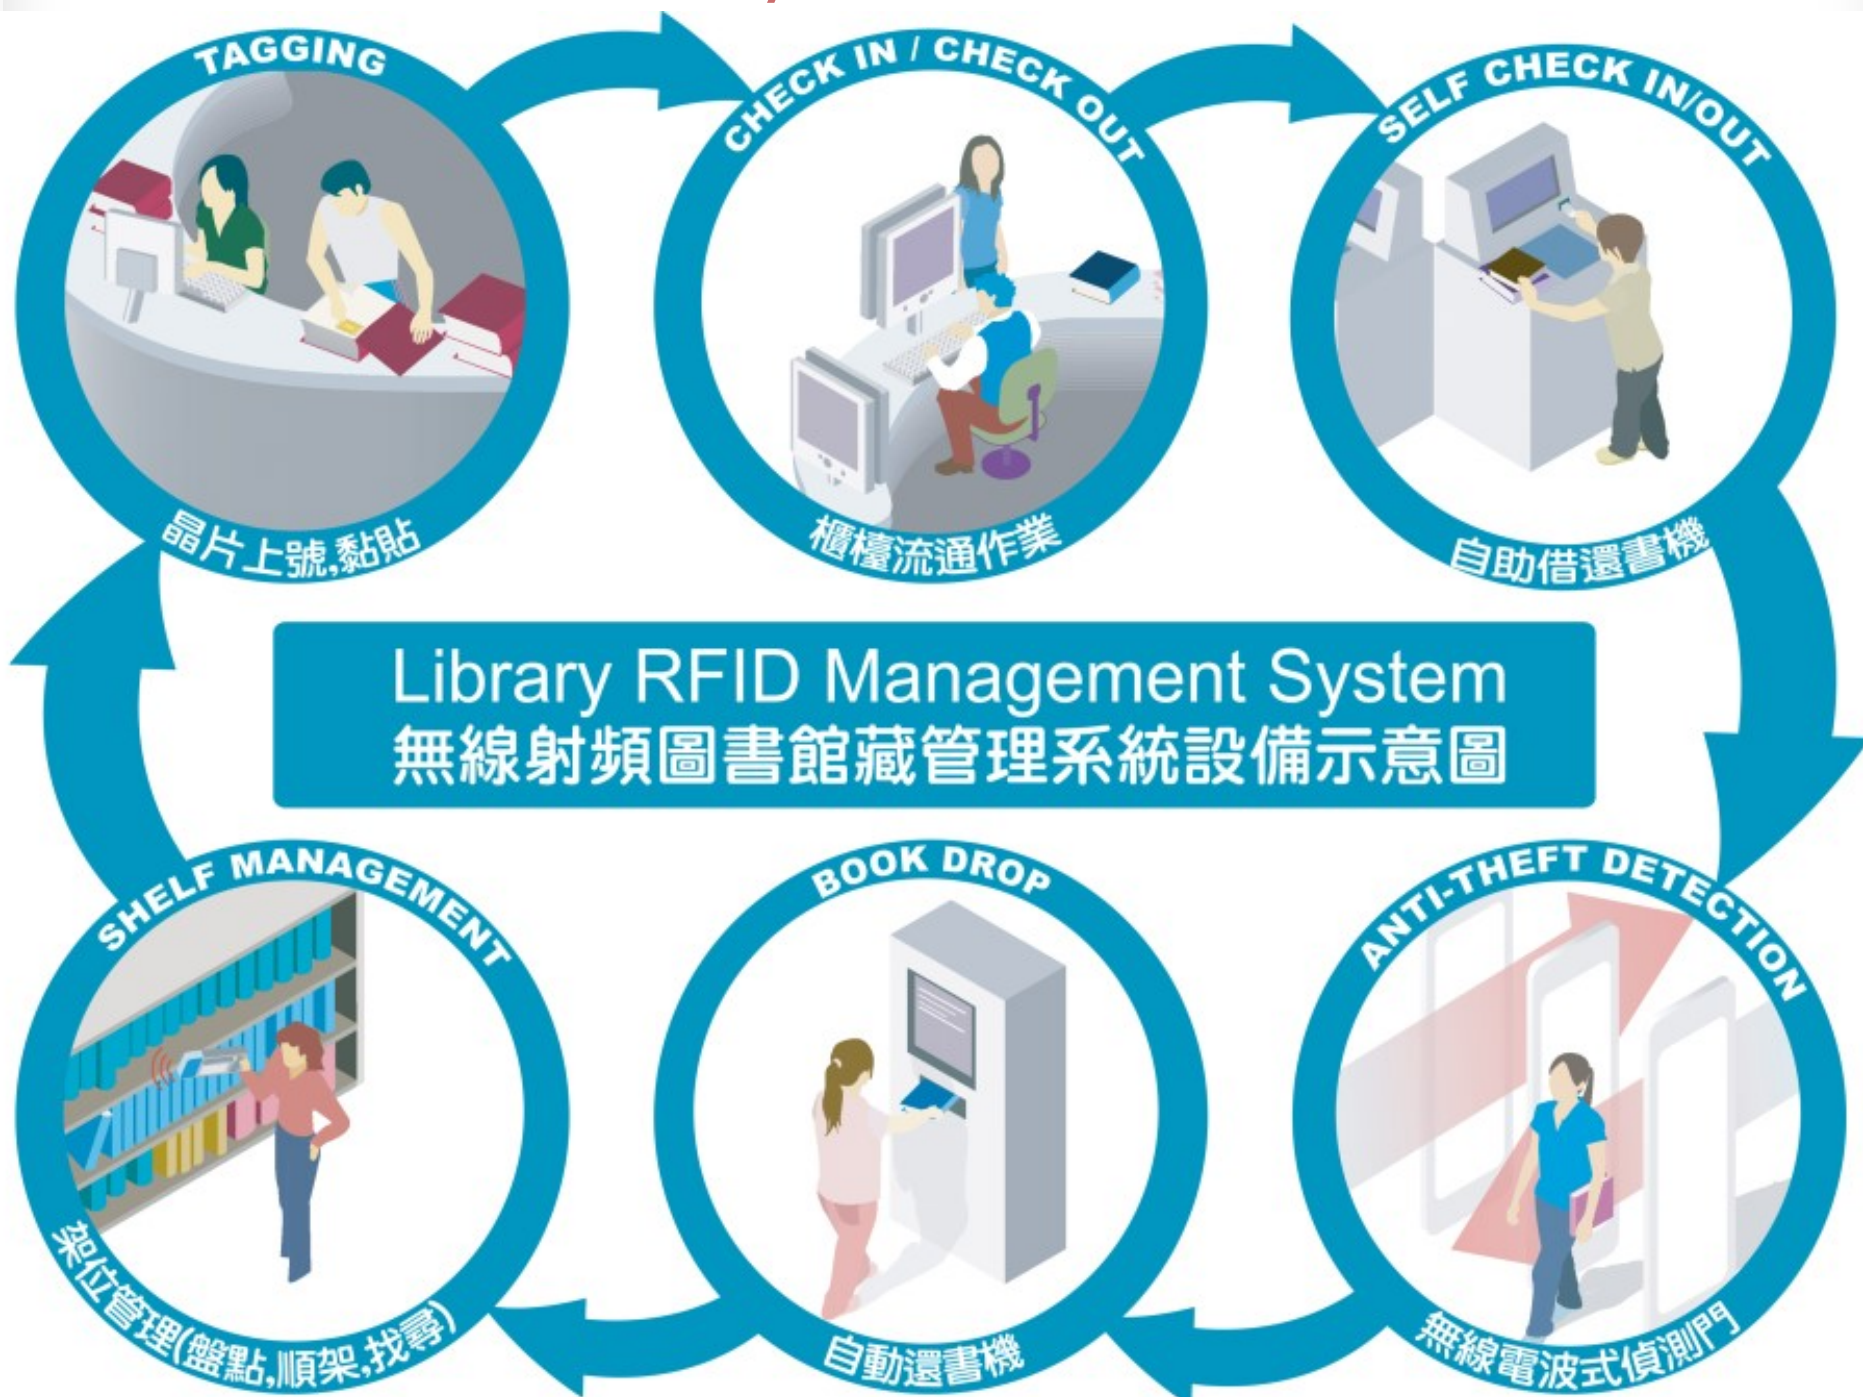 TAGGING
晶片上號,黏貼
CHECK IN / CHECK OUT
櫃檯流通作業
SELF CHECK IN/OUT
自助借還書機
Library RFID Management System
無線射頻圖書館藏管理系統設備示意圖
SHELF MANAGEMENT
架位管理(盤點,順架,找尋)
BOOK DROP
自動還書機
ANTI-THEFT DETECTION
無線電波式偵測門